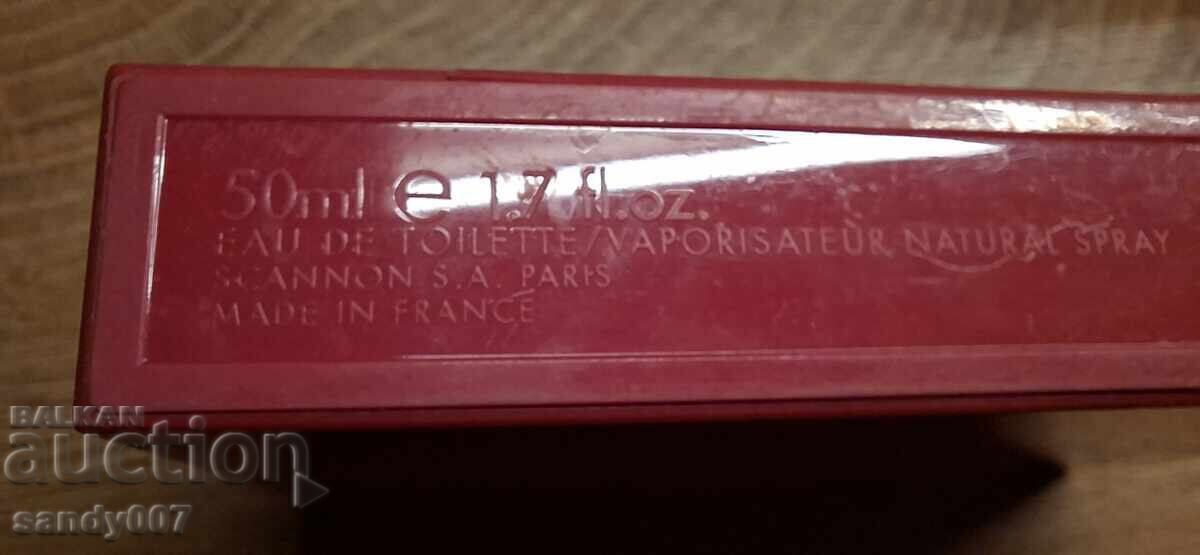 50ml e 1.7 fl.oz.
EAU DE TOILETTE/VAPORISATEUR NATURAL SPRAY
SCANNON S.A. PARIS
MADE IN FRANCE
BALKAN
auction
sandy007